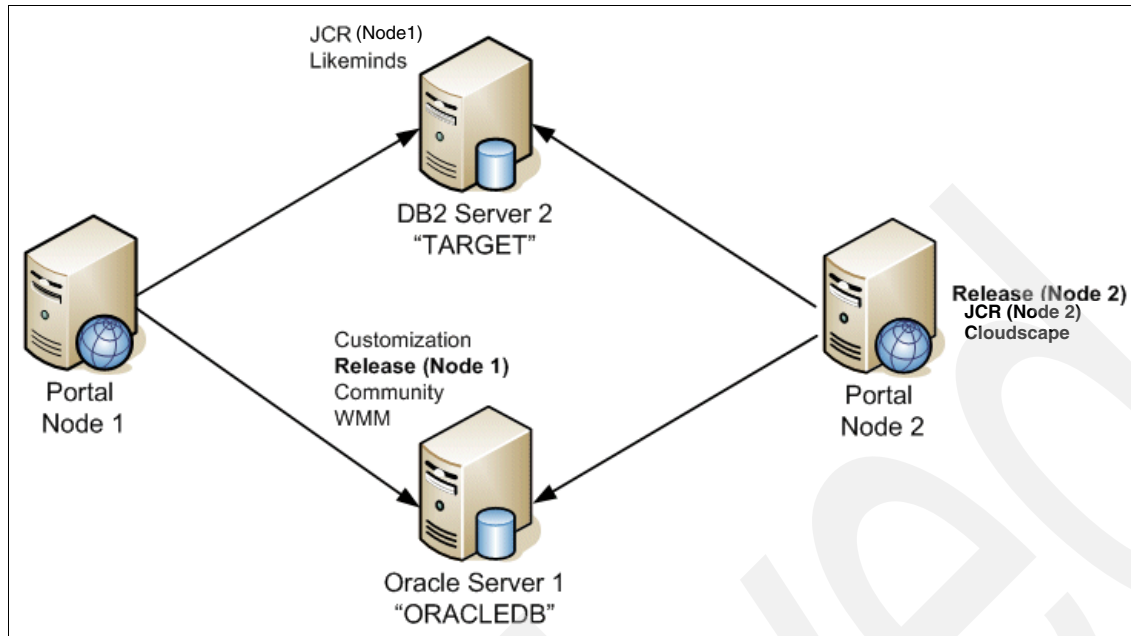 JCR (Node1)
Likeminds
DB2 Server 2
“TARGET”
Release (Node 2)
JCR (Node 2)
Cloudscape
Customization
Release (Node 1)
Community
WMM
Portal
Node 1
Portal
Node 2
Oracle Server 1
“ORACLEDB”